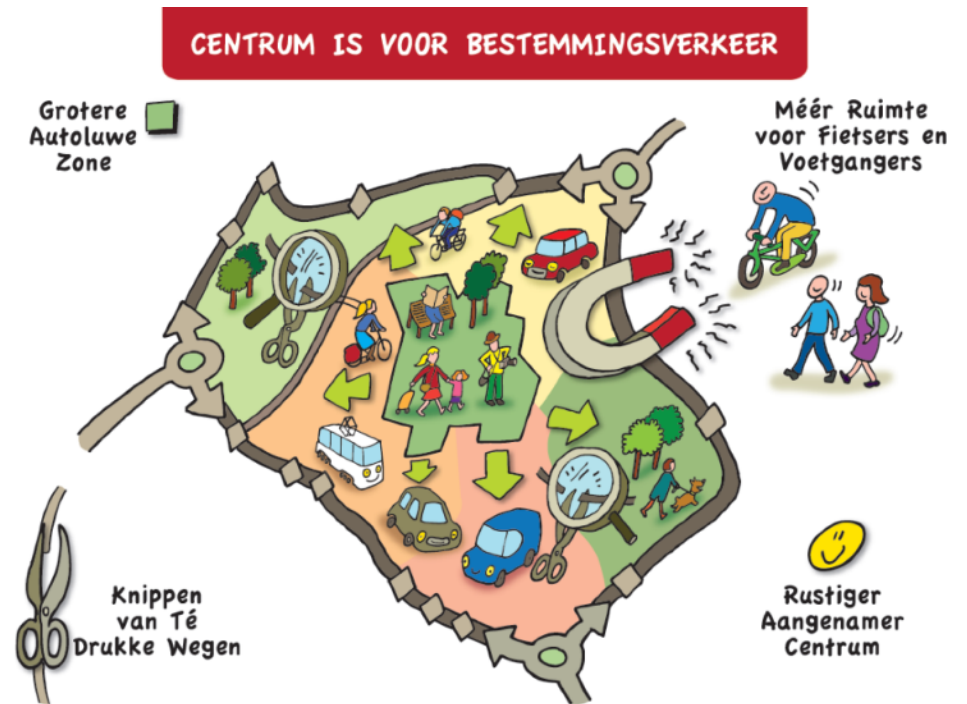 CENTRUM IS VOOR BESTEMMINGSVERKEER
Grotere
Autoluwe
Zone
Méér Ruimte
voor Fietsers en
Voetgangers
Knippen
van Té
Drukke Wegen
Rustiger
Aangenamer
Centrum